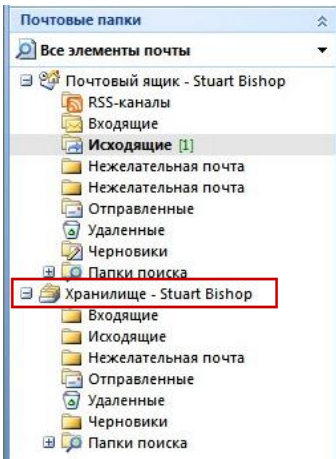 Почтовые папки
Все элементы почты
Почтовый ящик - Stuart Bishop
RSS-каналы
Входящие
Исходящие [1]
Нежелательная почта
Нежелательная почта
Отправленные
Удаленные
Черновики
Папки поиска
Хранилище - Stuart Bishop
Входящие
Исходящие
Нежелательная почта
Отправленные
Удаленные
Черновики
Папки поиска